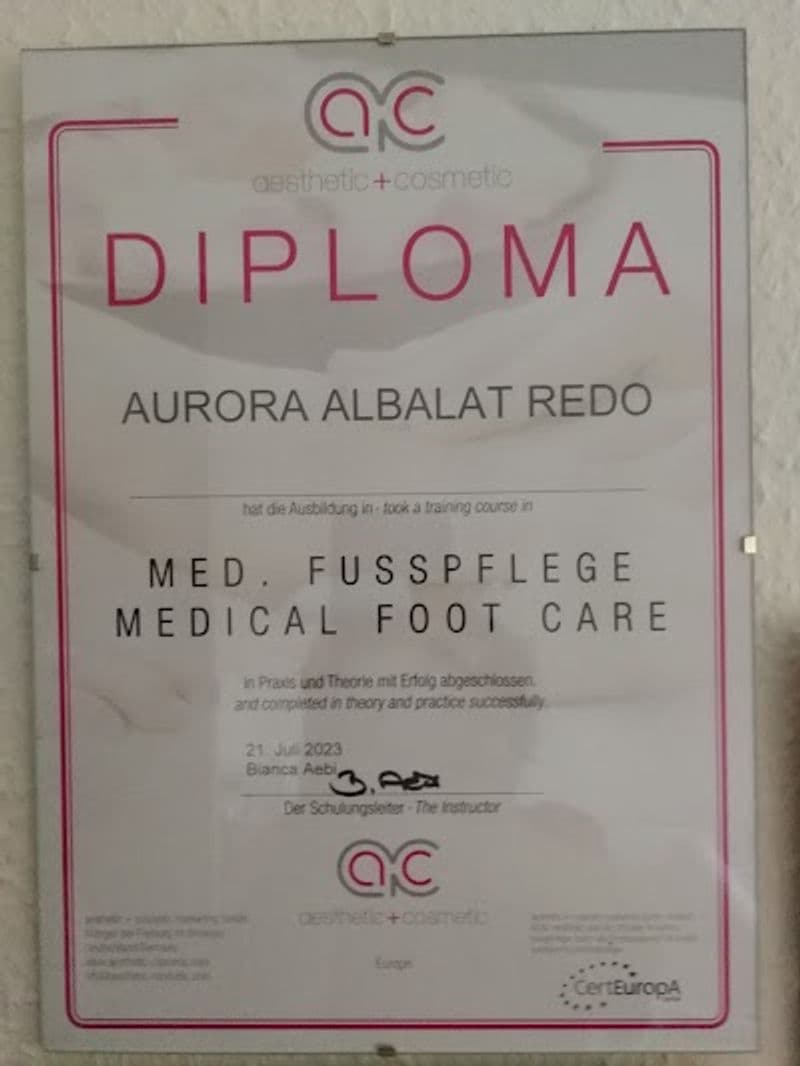 ac
aesthetic+cosmetic
DIPLOMA
AURORA ALBALAT REDO
hat die Ausbildung in - took a training course in
MED. FUSSPFLEGE
MEDICAL FOOT CARE
in Praxis und Theorie mit Erfolg abgeschlossen.
and completed in theory and practice successfully.
21. Juli 2023
Bianca Aebi
B. Aebi
Der Schulungsleiter - The Instructor
ac
aesthetic+cosmetic
Europe
CertEuropA